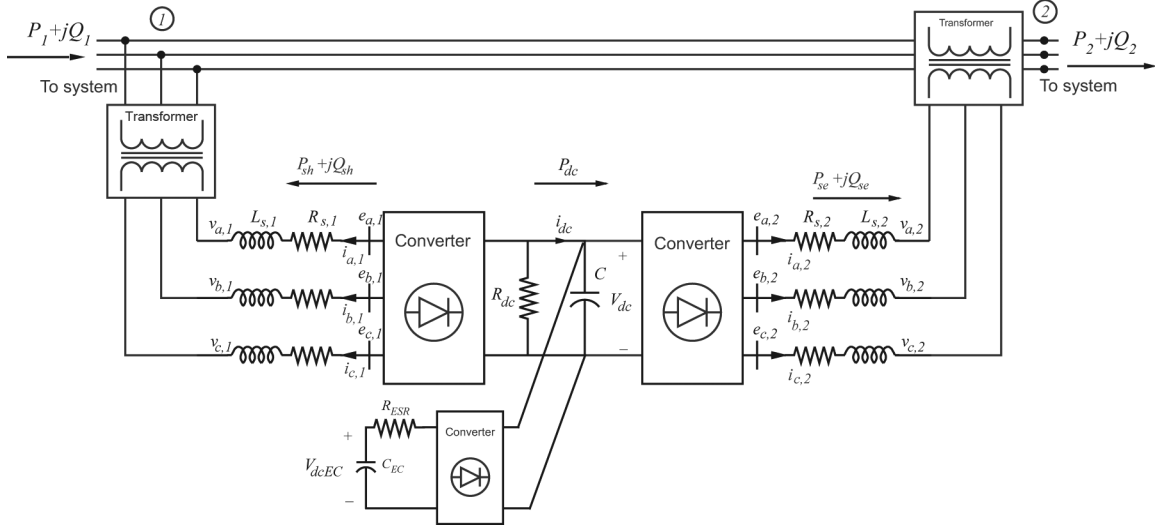 1
2
P1+jQ1
P2+jQ2
To system
To system
Transformer
Transformer
Psh+jQsh
Pdc
Pse+jQse
va,1
Ls,1
Rs,1
ea,1
ia,1
Converter
idc
Converter
ea,2
Rs,2
Ls,2
va,2
ia,2
vb,1
eb,1
ib,1
Rdc
+
C
Vdc
–
eb,2
vb,2
ib,2
vc,1
ec,1
ic,1
ec,2
vc,2
ic,2
RESR
Converter
+
VdcEC
CEC
–